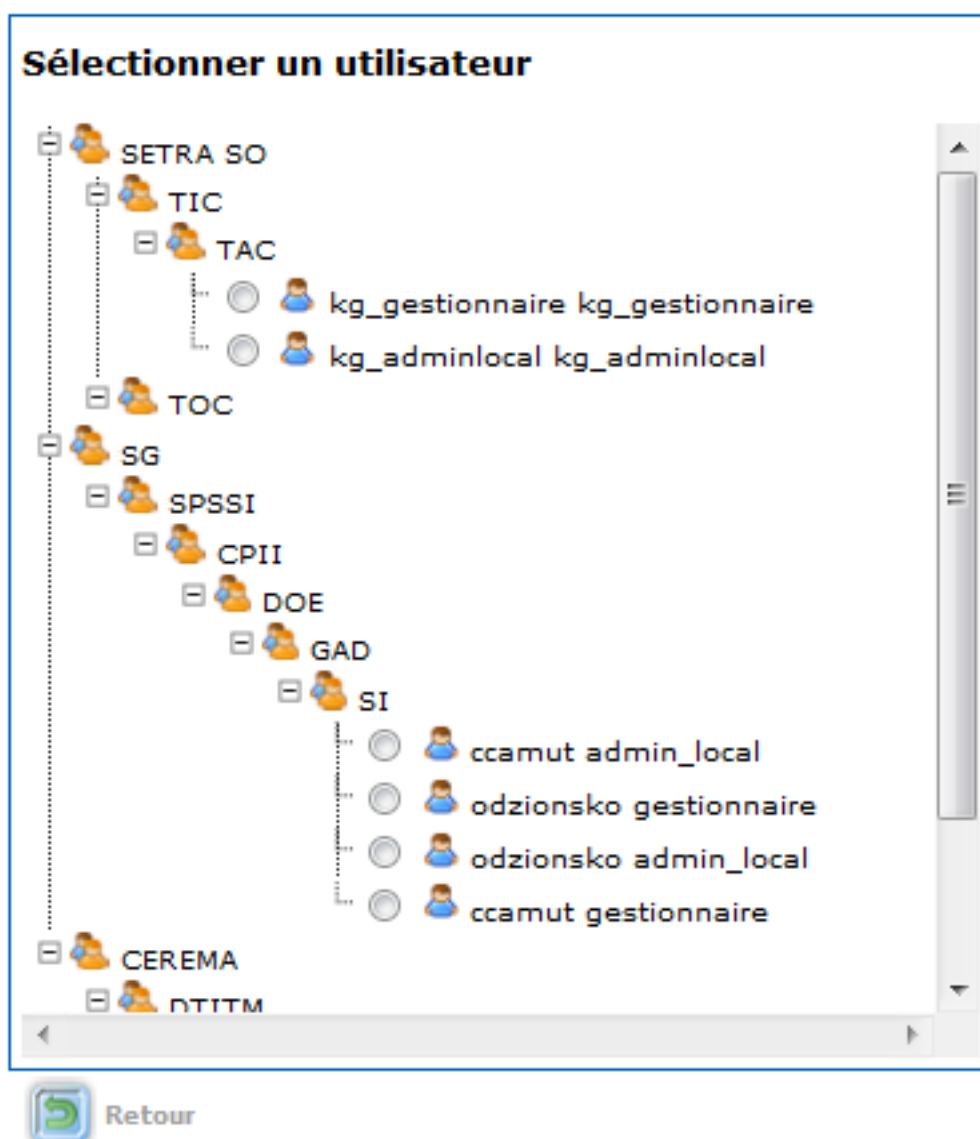 Sélectionner un utilisateur
SETRA SO
TIC
TAC
kg_gestionnaire kg_gestionnaire
kg_adminlocal kg_adminlocal
TOC
SG
SPSSI
CPII
DOE
GAD
SI
ccamut admin_local
odzionsko gestionnaire
odzionsko admin_local
ccamut gestionnaire
CEREMA
DTITM
Retour